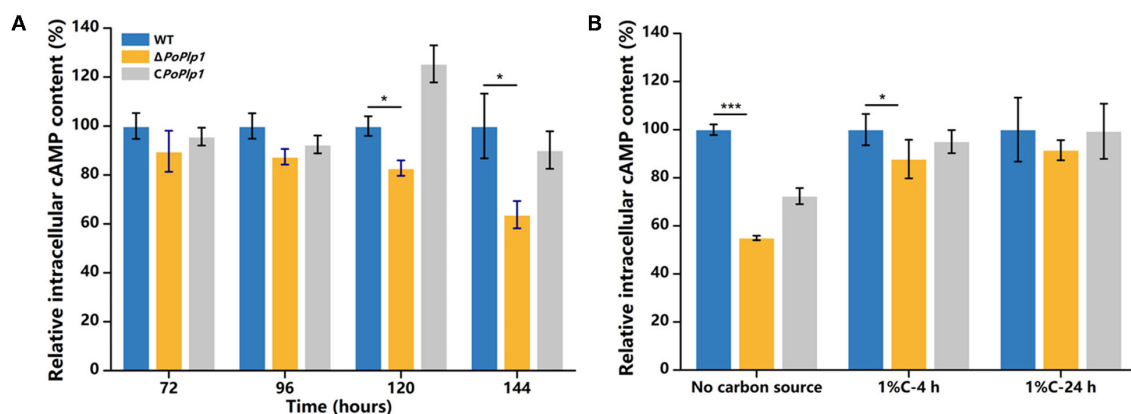 A
Relative intracellular cAMP content (%)
140
120
100
80
60
40
20
0
WT
ΔPoPlp1
CPoPlp1
*
*
72
96
120
144
Time (hours)
B
Relative intracellular cAMP content (%)
140
120
100
80
60
40
20
0
***
*
No carbon source
1%C-4 h
1%C-24 h